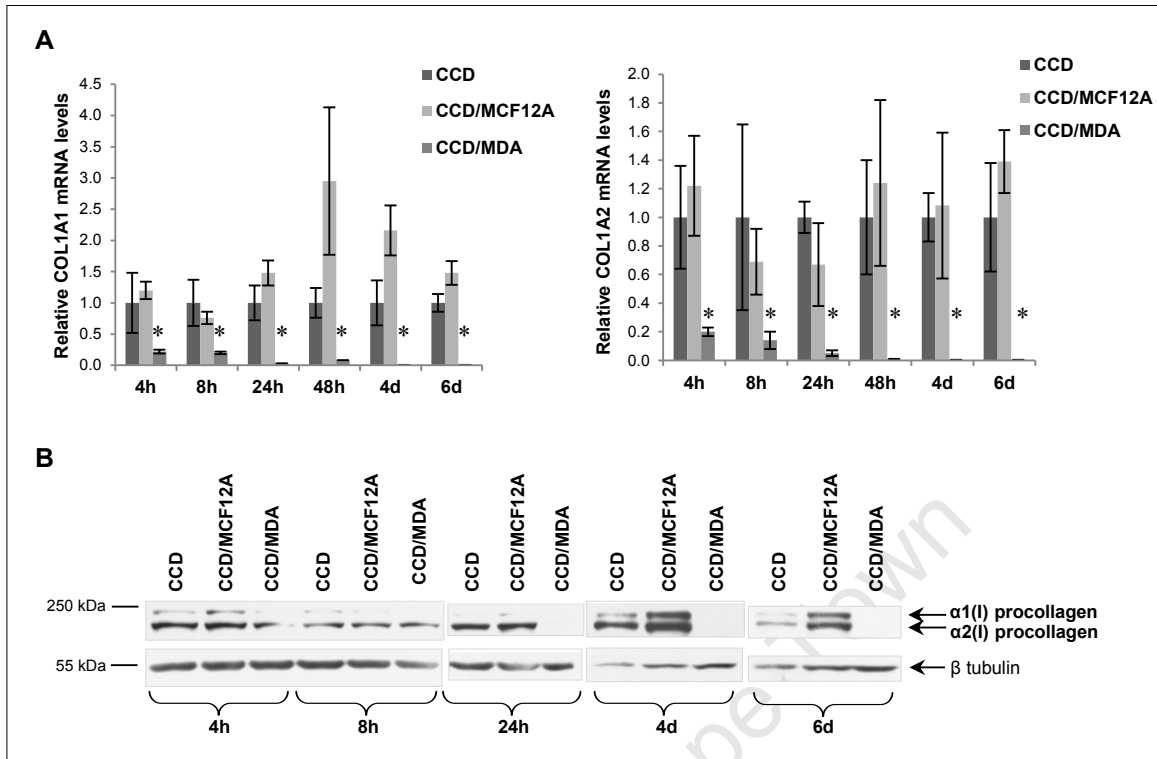 A
CCD
CCD/MCF12A
CCD/MDA
Relative COL1A1 mRNA levels
4.5
4.0
3.5
3.0
2.5
2.0
1.5
1.0
0.5
0.0
* * * * * *
4h 8h 24h 48h 4d 6d
CCD
CCD/MCF12A
CCD/MDA
Relative COL1A2 mRNA levels
2.0
1.8
1.6
1.4
1.2
1.0
0.8
0.6
0.4
0.2
0.0
* * * * * *
4h 8h 24h 48h 4d 6d
B
CCD CCD/MCF12A CCD/MDA CCD CCD/MCF12A CCD/MDA CCD CCD/MCF12A CCD/MDA CCD CCD/MCF12A CCD/MDA CCD CCD/MCF12A CCD/MDA
250 kDa
α1(I) procollagen
α2(I) procollagen
55 kDa
β tubulin
4h 8h 24h 4d 6d
pe Town